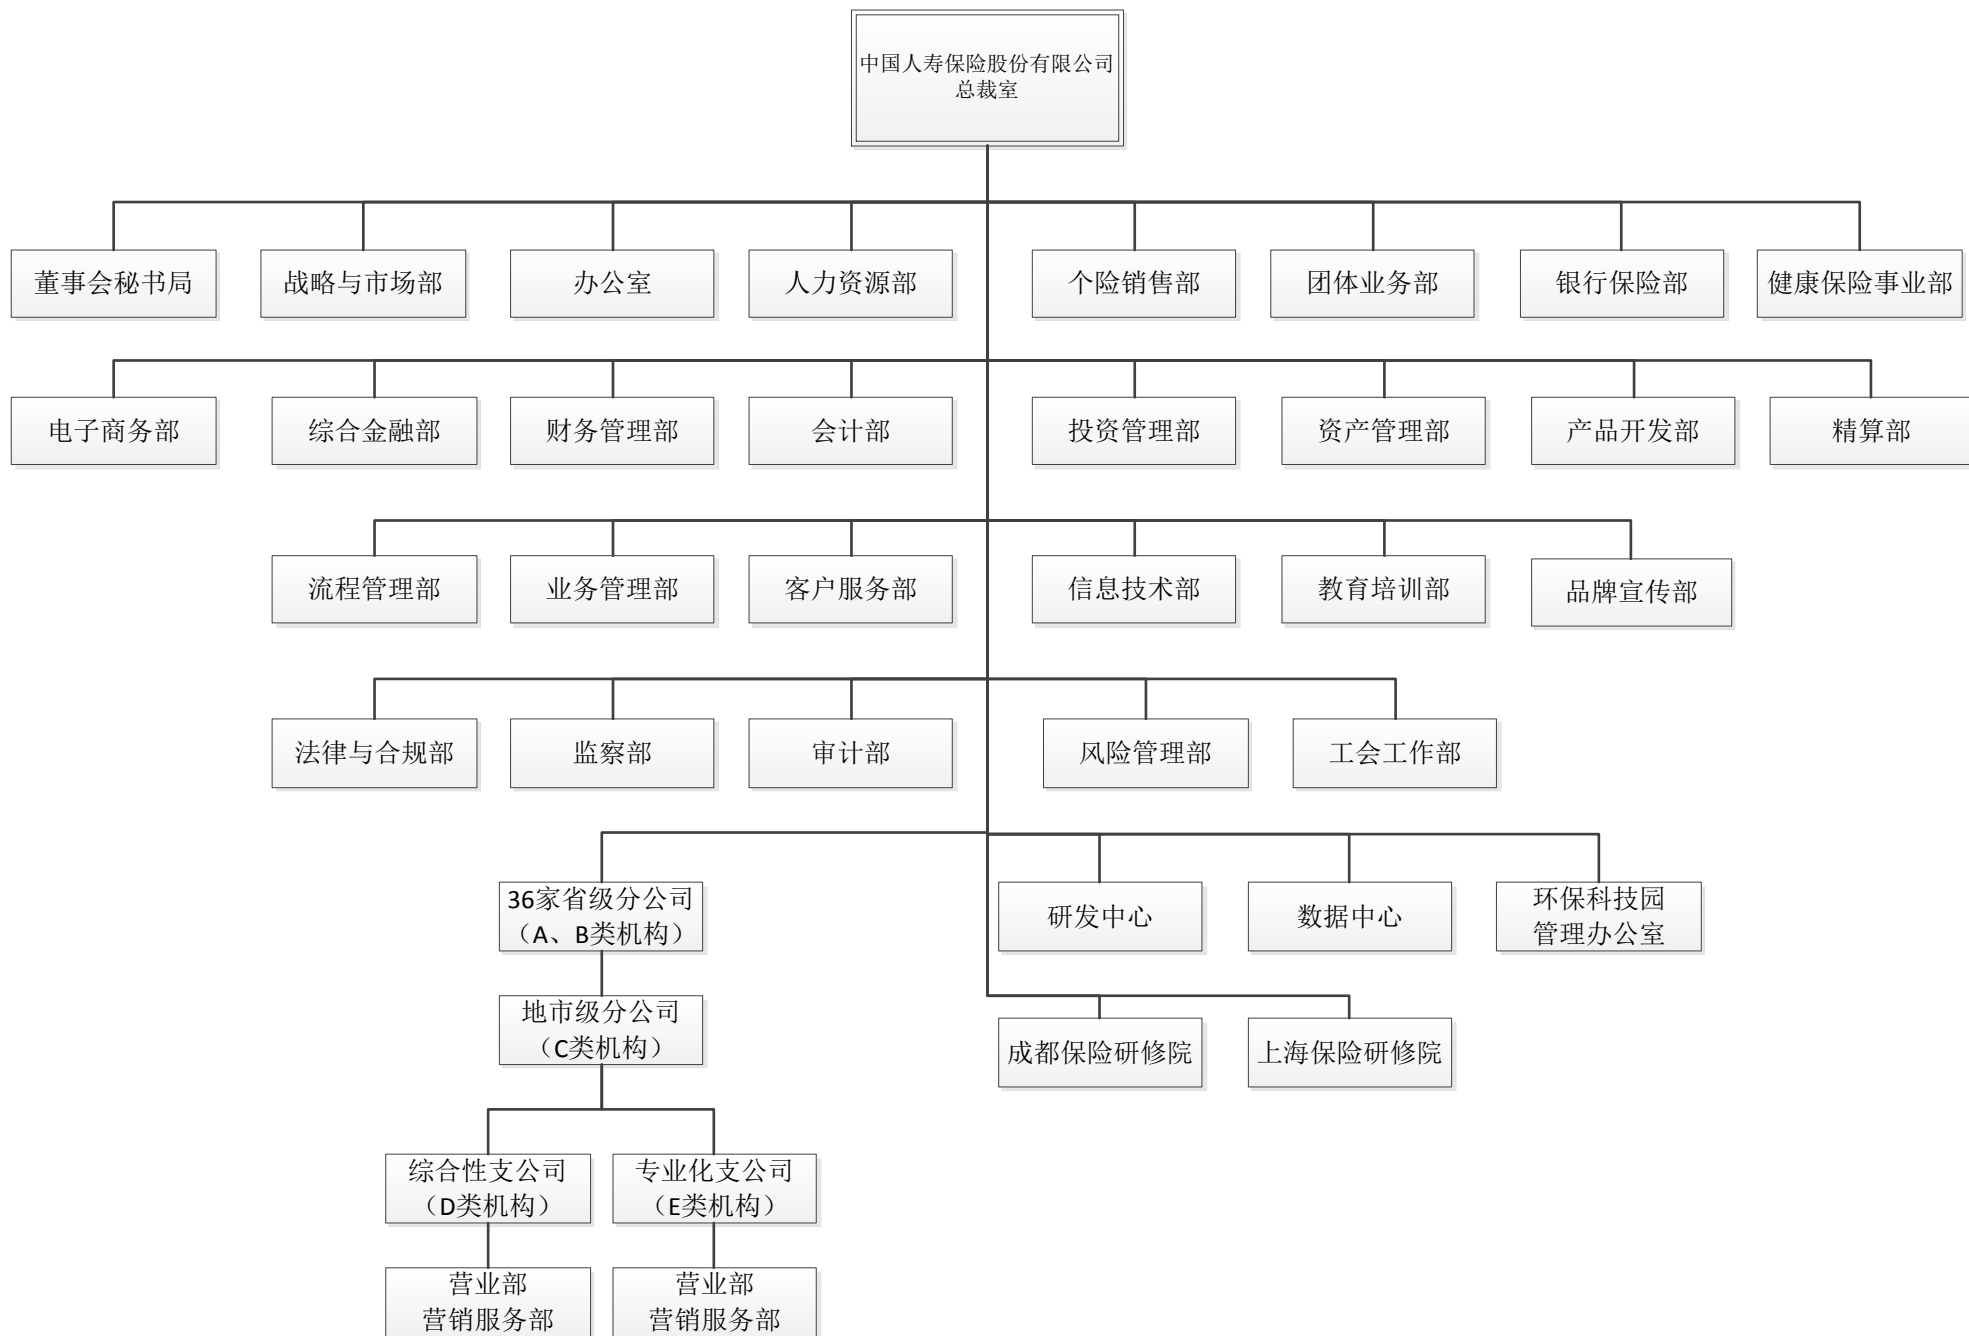 中国人寿保险股份有限公司
总裁室
董事会秘书局
战略与市场部
办公室
人力资源部
个险销售部
团体业务部
银行保险部
健康保险事业部
电子商务部
综合金融部
财务管理部
会计部
投资管理部
资产管理部
产品开发部
精算部
流程管理部
业务管理部
客户服务部
信息技术部
教育培训部
品牌宣传部
法律与合规部
监察部
审计部
风险管理部
工会工作部
36家省级分公司
（A、B类机构）
研发中心
数据中心
环保科技园
管理办公室
地市级分公司
（C类机构）
成都保险研修院
上海保险研修院
综合性支公司
（D类机构）
专业化支公司
（E类机构）
营业部
营销服务部
营业部
营销服务部